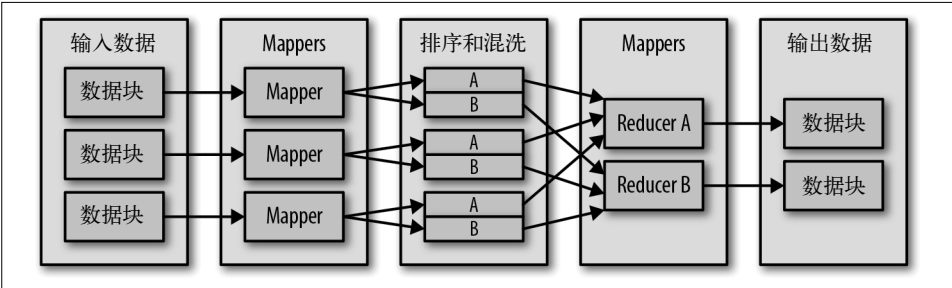 输入数据
数据块
数据块
数据块
Mappers
Mapper
Mapper
Mapper
排序和混洗
A
B
A
B
A
B
Mappers
Reducer A
Reducer B
输出数据
数据块
数据块